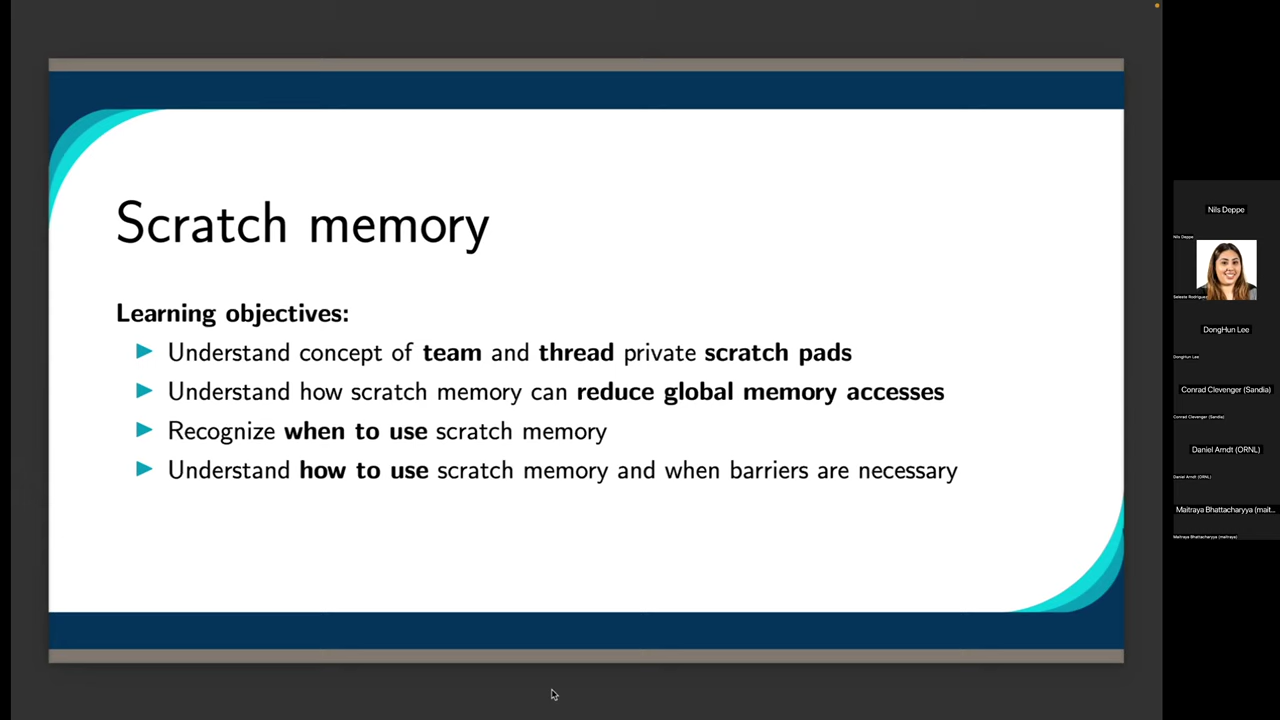 Scratch memory
Learning objectives:
Understand concept of team and thread private scratch pads
Understand how scratch memory can reduce global memory accesses
Recognize when to use scratch memory
Understand how to use scratch memory and when barriers are necessary
Nils Deppe
Nils Deppe
DongHun Lee
DongHun Lee
Conrad Clevenger (Sandia)
Conrad Clevenger (Sandia)
Daniel Arndt (ORNL)
Daniel Arndt (ORNL)
Maitraya Bhattacharyya (mait...
Maitraya Bhattacharyya (maitraya)